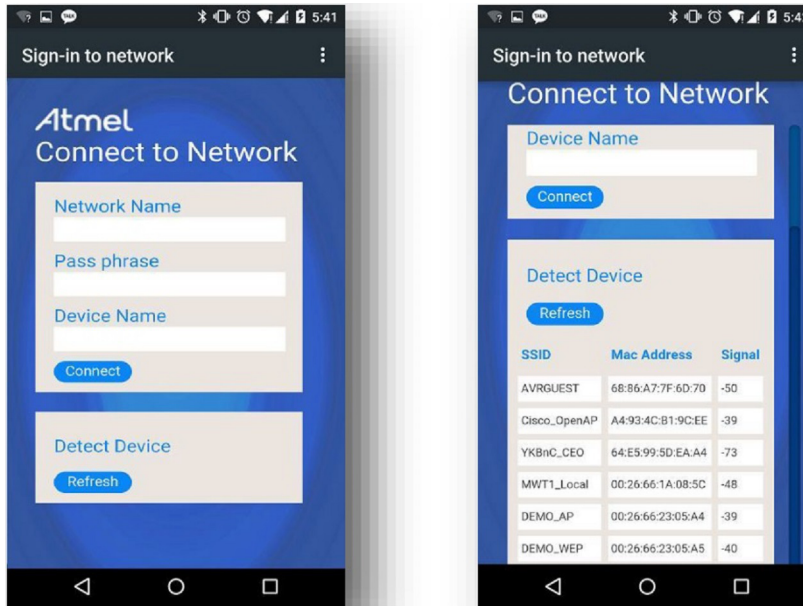 TALK
5:41
Sign-in to network
Atmel
Connect to Network
Network Name
Pass phrase
Device Name
Connect
Detect Device
Refresh
TALK
Sign-in to network
Connect to Network
Device Name
Connect
Detect Device
Refresh
SSID Mac Address Signal
AVRGUEST 68:86:A7:7F:6D:70 -50
Cisco_OpenAP A4:93:4C:B1:9C:EE -39
YKBnC_CEO 64:E5:99:5D:EA:A4 -73
MWT1_Local 00:26:66:1A:08:5C -48
DEMO_AP 00:26:66:23:05:A4 -39
DEMO_WEP 00:26:66:23:05:A5 -40